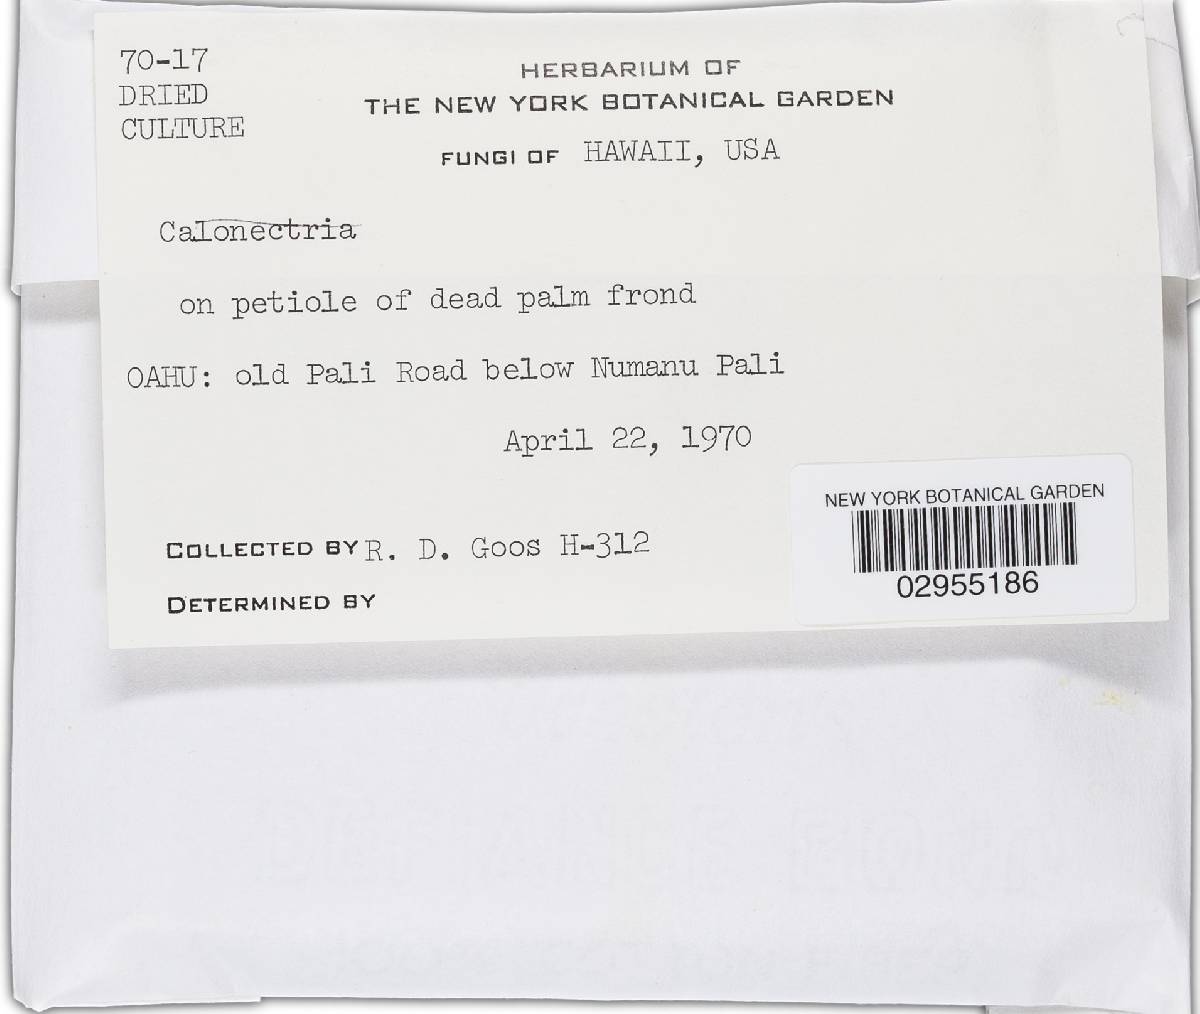 70-17
DRIED
CULTURE
HERBARIUM OF
THE NEW YORK BOTANICAL GARDEN
FUNGI OF HAWAII, USA
Calonectria
on petiole of dead palm frond
OAHU: old Pali Road below Numanu Pali
April 22, 1970
COLLECTED BY R. D. Goos H-312
DETERMINED BY
NEW YORK BOTANICAL GARDEN
02955186